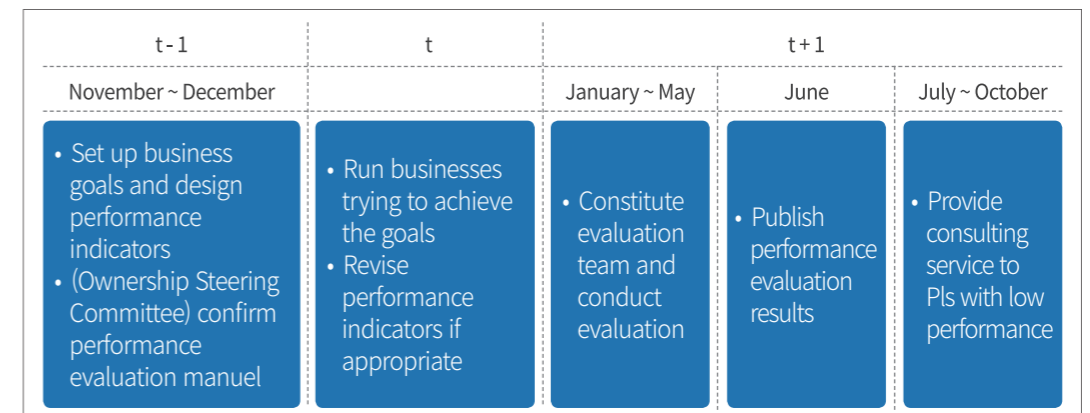 t-1
t
t+1
November ~ December
January ~ May
June
July ~ October
• Set up business
goals and design
performance
indicators
• (Ownership Steering
Committee) confirm
performance
evaluation manuel
• Run businesses
trying to achieve
the goals
• Revise
performance
indicators if
appropriate
• Constitute
evaluation
team and
conduct
evaluation
• Publish
performance
evaluation
results
• Provide
consulting
service to
PIs with low
performance